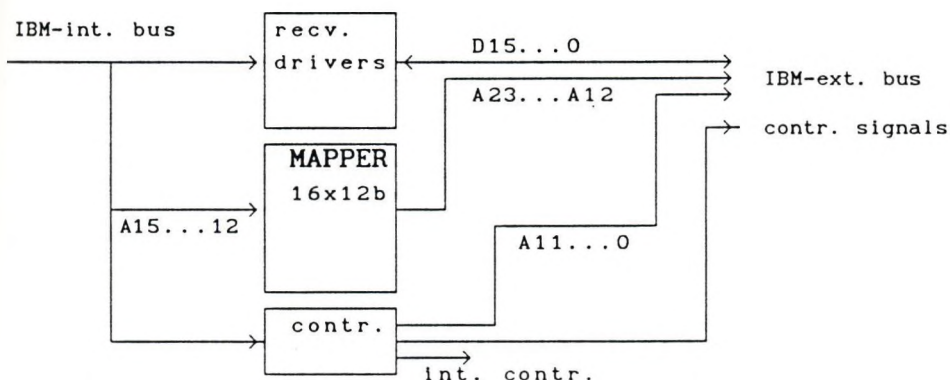 IBM-int. bus
recv.
drivers
D15...0
A23...A12
IBM-ext. bus
contr. signals
MAPPER
16x12b
A15...12
A11...0
contr.
int. contr.